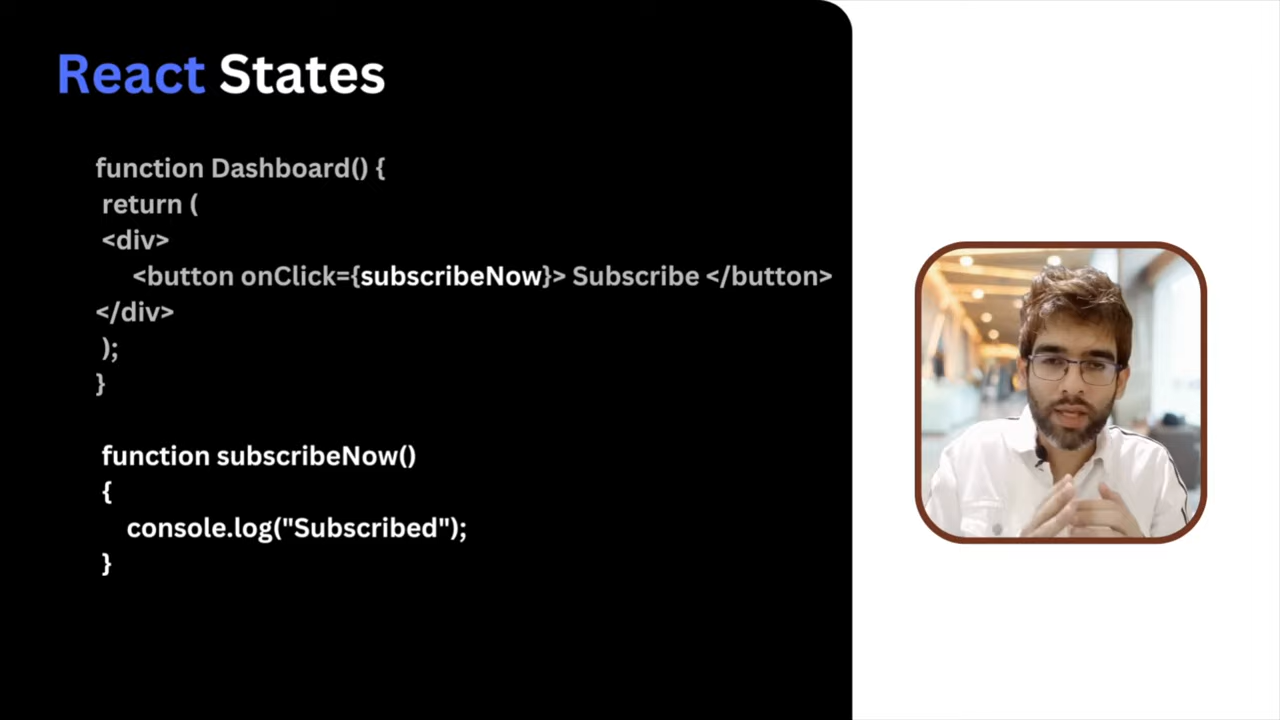 React States
function Dashboard() {
return (
<div>
<button onClick={subscribeNow}> Subscribe </button>
</div>
);
}
function subscribeNow()
{
console.log("Subscribed");
}